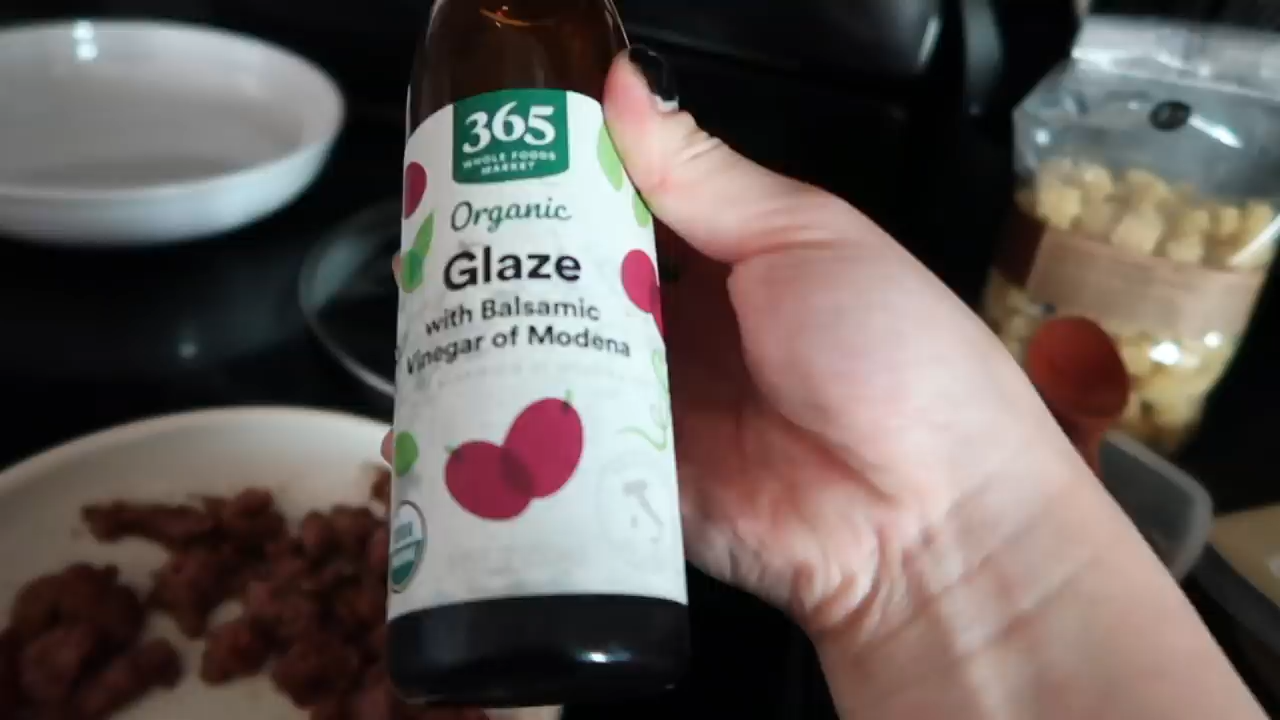 365
WHOLE FOODS
MARKET
Organic
Glaze
with Balsamic
Vinegar of Modena